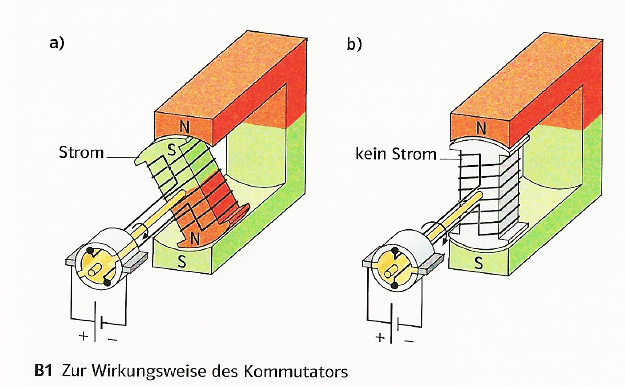 a)
N
S
Strom
N
S
+ −
b)
N
kein Strom
S
+ −
B1 Zur Wirkungsweise des Kommutators